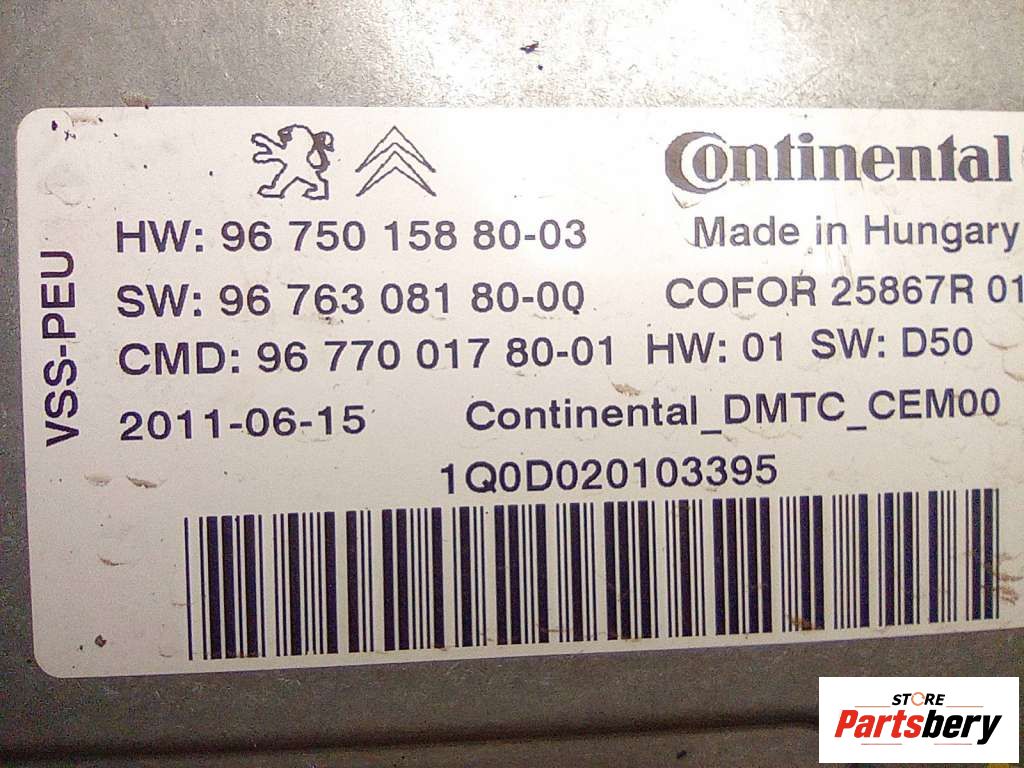 Continental
HW: 96 750 158 80-03
Made in Hungary
SW: 96 763 081 80-00
COFOR 25867R 01
CMD: 96 770 017 80-01 HW: 01 SW: D50
2011-06-15
Continental_DMTC_CEM00
1Q0D020103395
VSS-PEU
STORE
Partsbery